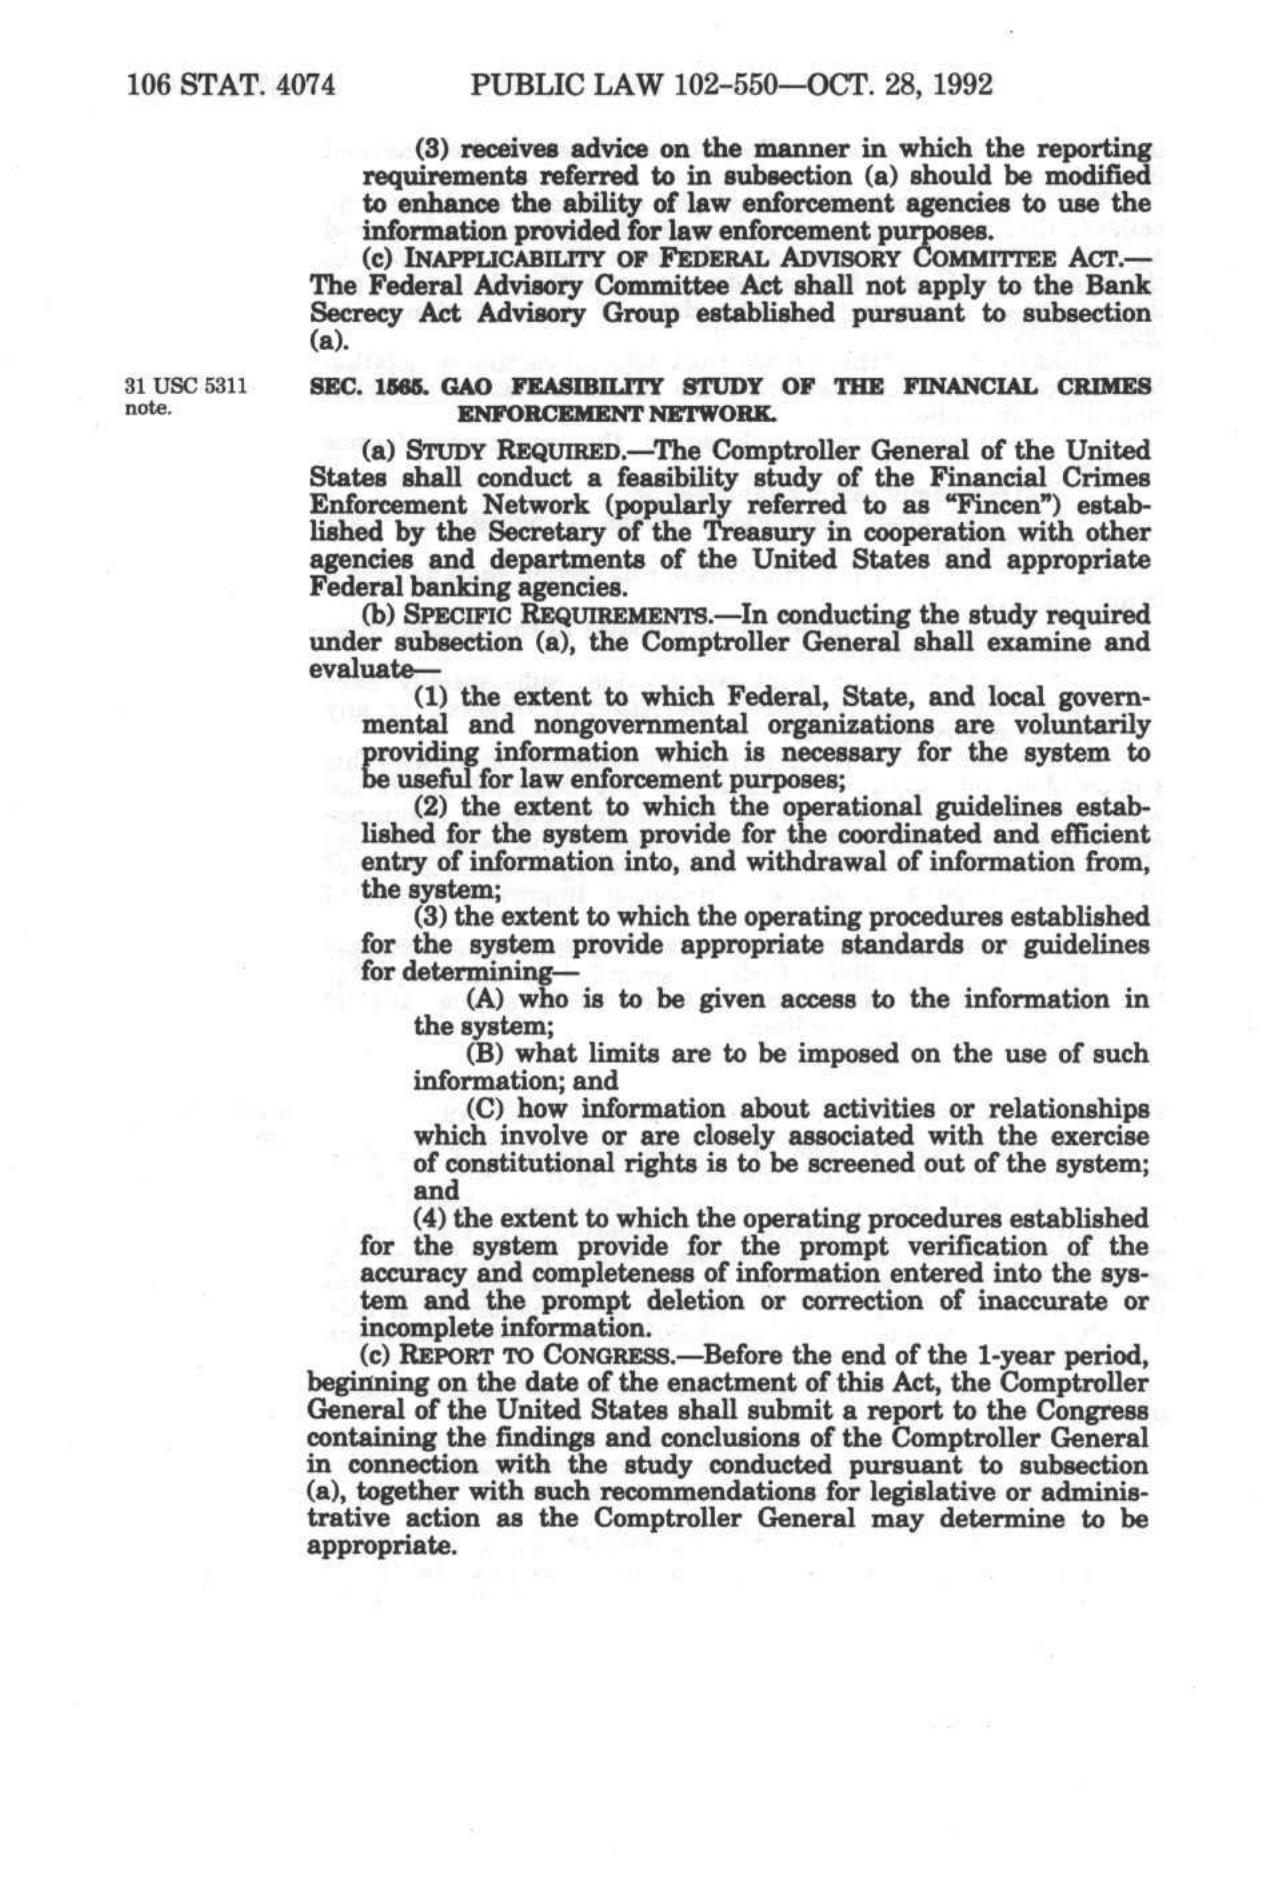 106 STAT. 4074 PUBLIC LAW 102–550—OCT. 28, 1992
(3) receives advice on the manner in which the reporting
requirements referred to in subsection (a) should be modified
to enhance the ability of law enforcement agencies to use the
information provided for law enforcement purposes.
(c) INAPPLICABILITY OF FEDERAL ADVISORY COMMITTEE ACT.—
The Federal Advisory Committee Act shall not apply to the Bank
Secrecy Act Advisory Group established pursuant to subsection
(a).
31 USC 5311
note.
SEC. 1565. GAO FEASIBILITY STUDY OF THE FINANCIAL CRIMES
ENFORCEMENT NETWORK.
(a) STUDY REQUIRED.—The Comptroller General of the United
States shall conduct a feasibility study of the Financial Crimes
Enforcement Network (popularly referred to as “Fincen”) estab-
lished by the Secretary of the Treasury in cooperation with other
agencies and departments of the United States and appropriate
Federal banking agencies.
(b) SPECIFIC REQUIREMENTS.—In conducting the study required
under subsection (a), the Comptroller General shall examine and
evaluate—
(1) the extent to which Federal, State, and local govern-
mental and nongovernmental organizations are voluntarily
providing information which is necessary for the system to
be useful for law enforcement purposes;
(2) the extent to which the operational guidelines estab-
lished for the system provide for the coordinated and efficient
entry of information into, and withdrawal of information from,
the system;
(3) the extent to which the operating procedures established
for the system provide appropriate standards or guidelines
for determining—
(A) who is to be given access to the information in
the system;
(B) what limits are to be imposed on the use of such
information; and
(C) how information about activities or relationships
which involve or are closely associated with the exercise
of constitutional rights is to be screened out of the system;
and
(4) the extent to which the operating procedures established
for the system provide for the prompt verification of the
accuracy and completeness of information entered into the sys-
tem and the prompt deletion or correction of inaccurate or
incomplete information.
(c) REPORT TO CONGRESS.—Before the end of the 1-year period,
beginning on the date of the enactment of this Act, the Comptroller
General of the United States shall submit a report to the Congress
containing the findings and conclusions of the Comptroller General
in connection with the study conducted pursuant to subsection
(a), together with such recommendations for legislative or adminis-
trative action as the Comptroller General may determine to be
appropriate.